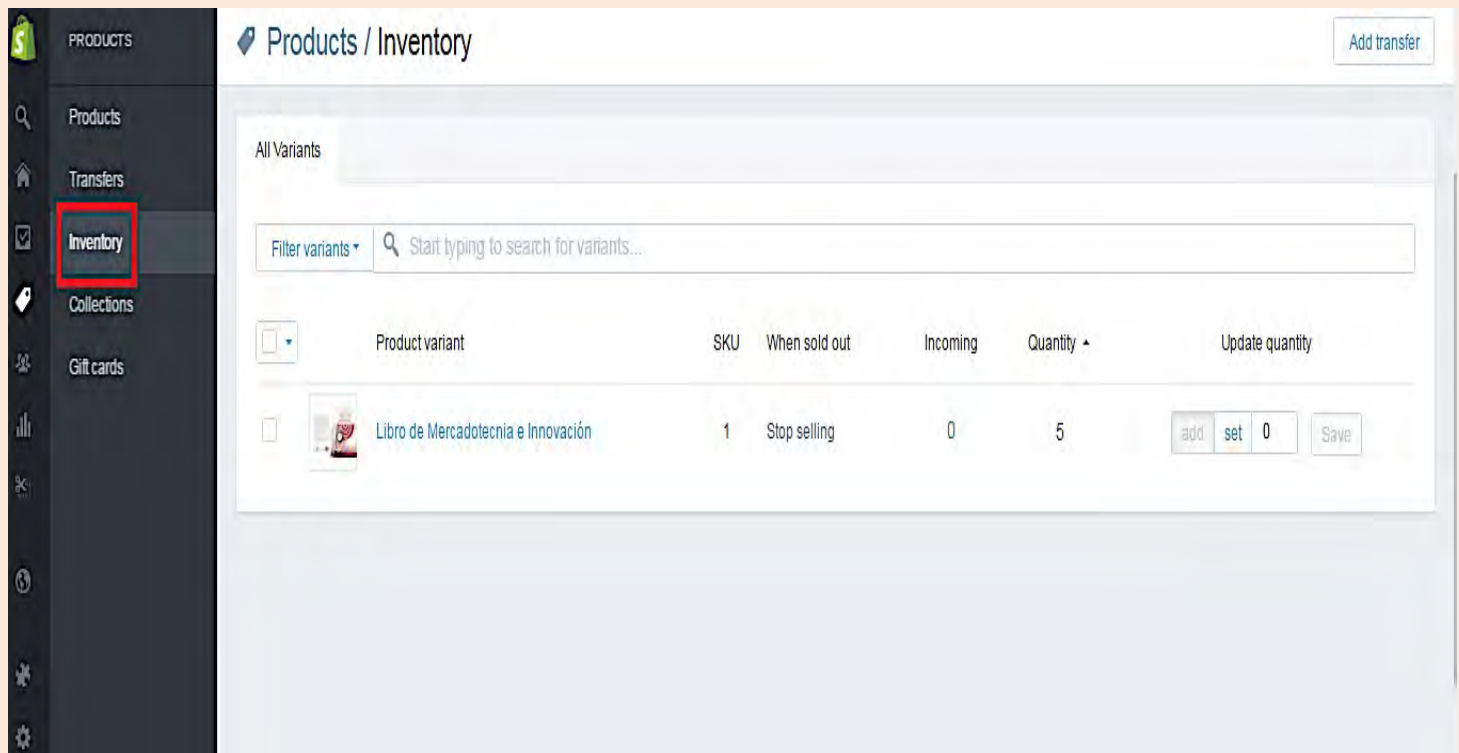 PRODUCTS
Products / Inventory
Add transfer
Products
Transfers
Inventory
Collections
Gift cards
All Variants
Filter variants
Start typing to search for variants...
Product variant SKU When sold out Incoming Quantity Update quantity
Libro de Mercadotecnia e Innovación 1 Stop selling 0 5 add set 0 Save